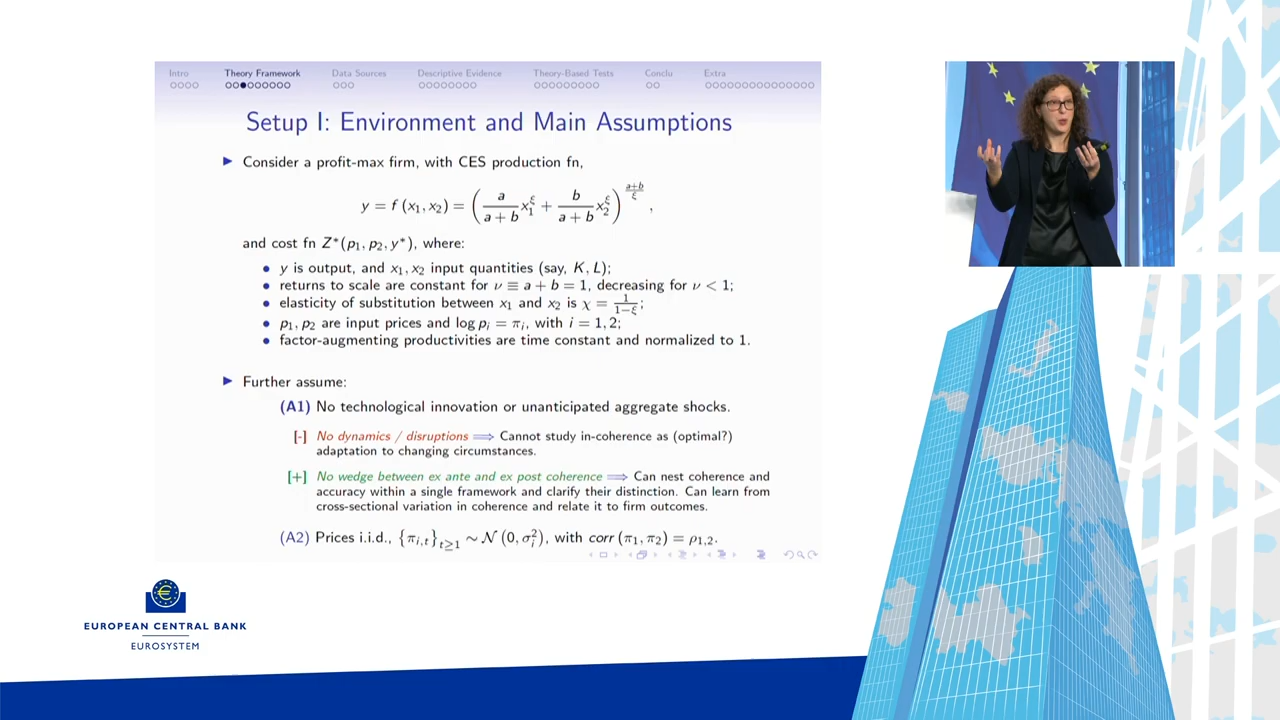 Intro Theory Framework Data Sources Descriptive Evidence Theory-Based Tests Conclu Extra
Setup I: Environment and Main Assumptions
Consider a profit-max firm, with CES production fn,
y = f (x₁, x₂) = ( a/(a + b) x₁^ξ + b/(a + b) x₂^ξ )^((a+b)/ξ) ,
and cost fn Z*(p₁, p₂, y*), where:
y is output, and x₁, x₂ input quantities (say, K, L);
returns to scale are constant for ν ≡ a + b = 1, decreasing for ν < 1;
elasticity of substitution between x₁ and x₂ is χ = 1/(1−ξ);
p₁, p₂ are input prices and log pᵢ = πᵢ, with i = 1, 2;
factor-augmenting productivities are time constant and normalized to 1.
Further assume:
(A1) No technological innovation or unanticipated aggregate shocks.
[-] No dynamics / disruptions ⟹ Cannot study in-coherence as (optimal?)
adaptation to changing circumstances.
[+] No wedge between ex ante and ex post coherence ⟹ Can nest coherence and
accuracy within a single framework and clarify their distinction. Can learn from
cross-sectional variation in coherence and relate it to firm outcomes.
(A2) Prices i.i.d., {π_{i,t}}_{t≥1} ∼ N (0, σᵢ²), with corr (π₁, π₂) = ρ₁,₂.
EUROPEAN CENTRAL BANK
EUROSYSTEM